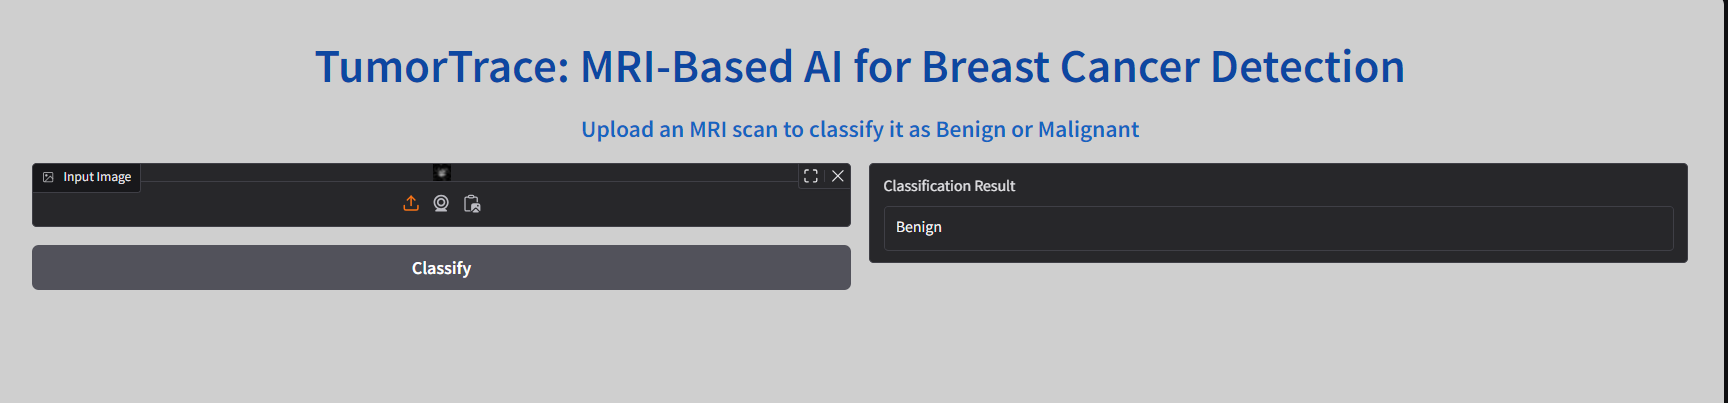 TumorTrace: MRI-Based AI for Breast Cancer Detection
Upload an MRI scan to classify it as Benign or Malignant
Input Image
Classify
Classification Result
Benign